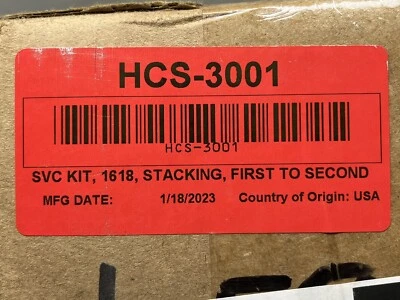 HCS-3001
HCS-3001
SVC KIT, 1618, STACKING, FIRST TO SECOND
MFG DATE: 1/18/2023 Country of Origin: USA